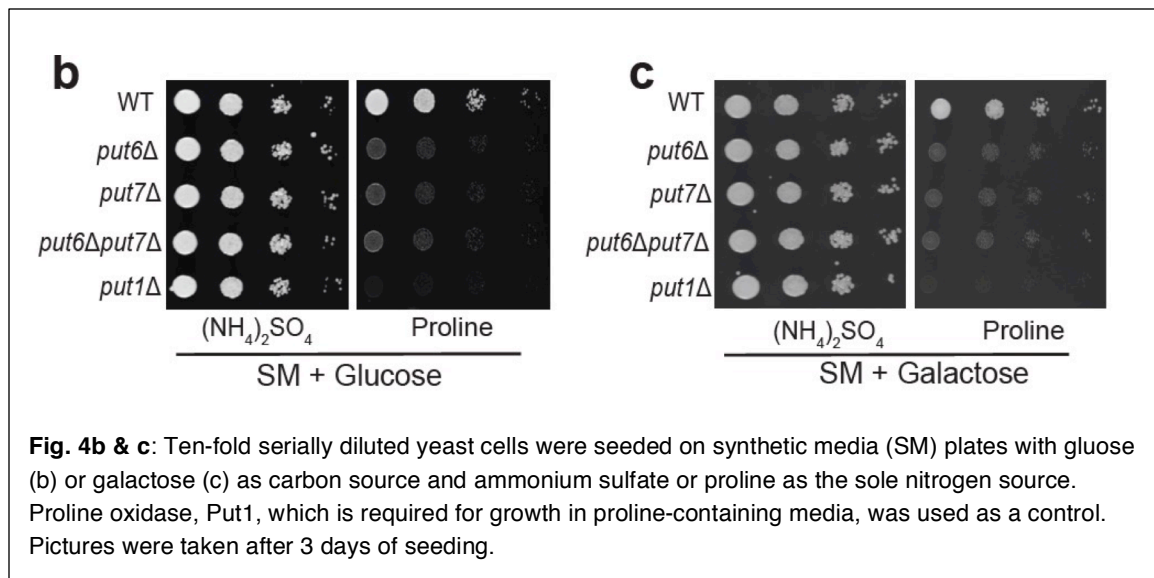 b
WT
put6Δ
put7Δ
put6Δput7Δ
put1Δ
(NH₄)₂SO₄ Proline
SM + Glucose
c
WT
put6Δ
put7Δ
put6Δput7Δ
put1Δ
(NH₄)₂SO₄ Proline
SM + Galactose
Fig. 4b & c: Ten-fold serially diluted yeast cells were seeded on synthetic media (SM) plates with gluose
(b) or galactose (c) as carbon source and ammonium sulfate or proline as the sole nitrogen source.
Proline oxidase, Put1, which is required for growth in proline-containing media, was used as a control.
Pictures were taken after 3 days of seeding.